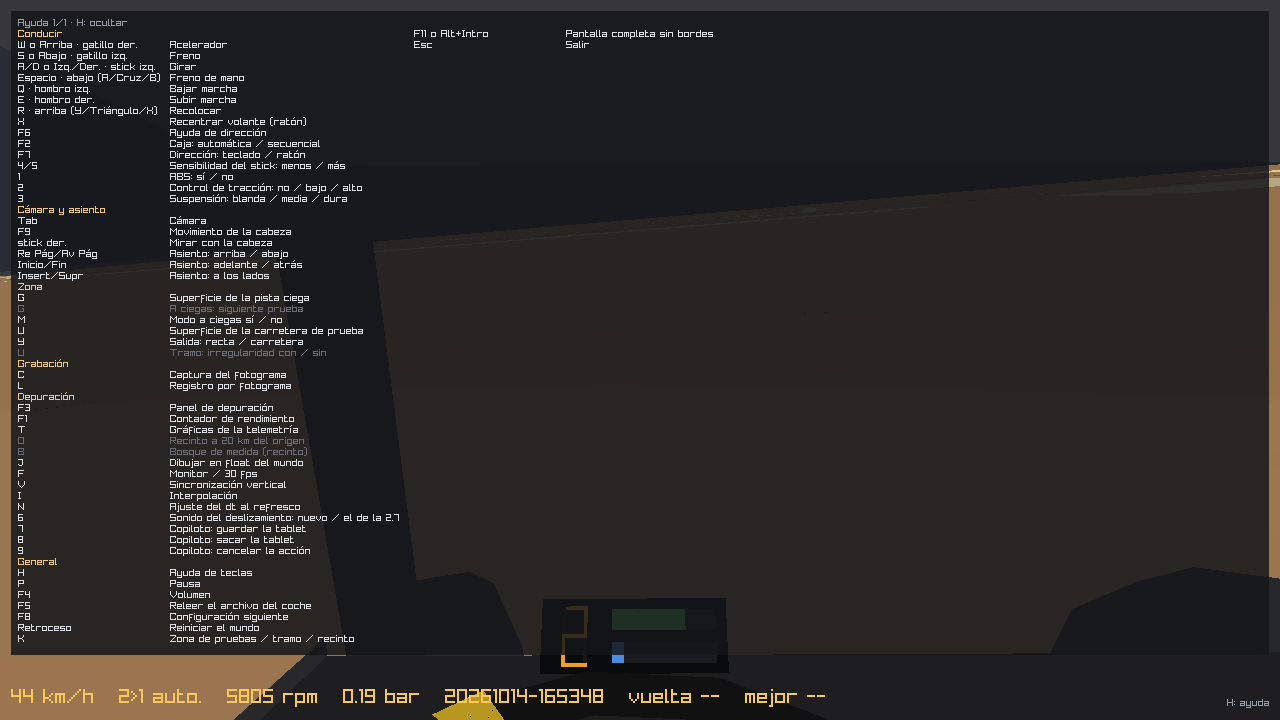 Ayuda 1/1 · H: ocultar
Conducir
W o Arriba · gatillo der. Acelerador
S o Abajo · gatillo izq. Freno
A/D o Izq./Der. · stick izq. Girar
Espacio · abajo (A/Cruz/B) Freno de mano
Q · hombro izq. Bajar marcha
E · hombro der. Subir marcha
R · arriba (Y/Triángulo/X) Recolocar
X Recentrar volante (ratón)
F6 Ayuda de dirección
F2 Caja: automática / secuencial
F7 Dirección: teclado / ratón
4/5 Sensibilidad del stick: menos / más
1 ABS: sí / no
2 Control de tracción: no / bajo / alto
3 Suspensión: blanda / media / dura
Cámara y asiento
Tab Cámara
F9 Movimiento de la cabeza
stick der. Mirar con la cabeza
Re Pág/Av Pág Asiento: arriba / abajo
Inicio/Fin Asiento: adelante / atrás
Insert/Supr Asiento: a los lados
Zona
G Superficie de la pista ciega
G A ciegas: siguiente prueba
M Modo a ciegas sí / no
U Superficie de la carretera de prueba
Y Salida: recta / carretera
U Tramo: irregularidad con / sin
Grabación
C Captura del fotograma
L Registro por fotograma
Depuración
F3 Panel de depuración
F1 Contador de rendimiento
T Gráficas de la telemetría
O Recinto a 20 km del origen
B Bosque de medida (recinto)
J Dibujar en float del mundo
F Monitor / 30 fps
V Sincronización vertical
I Interpolación
N Ajuste del dt al refresco
6 Sonido del deslizamiento: nuevo / el de la 2.7
7 Copiloto: guardar la tablet
8 Copiloto: sacar la tablet
9 Copiloto: cancelar la acción
General
H Ayuda de teclas
P Pausa
F4 Volumen
F5 Releer el archivo del coche
F8 Configuración siguiente
Retroceso Reiniciar el mundo
K Zona de pruebas / tramo / recinto
F11 o Alt+Intro Pantalla completa sin bordes
Esc Salir
44 km/h 2>1 auto. 5805 rpm 0.19 bar 20261014-165348 vuelta -- mejor --
H: ayuda